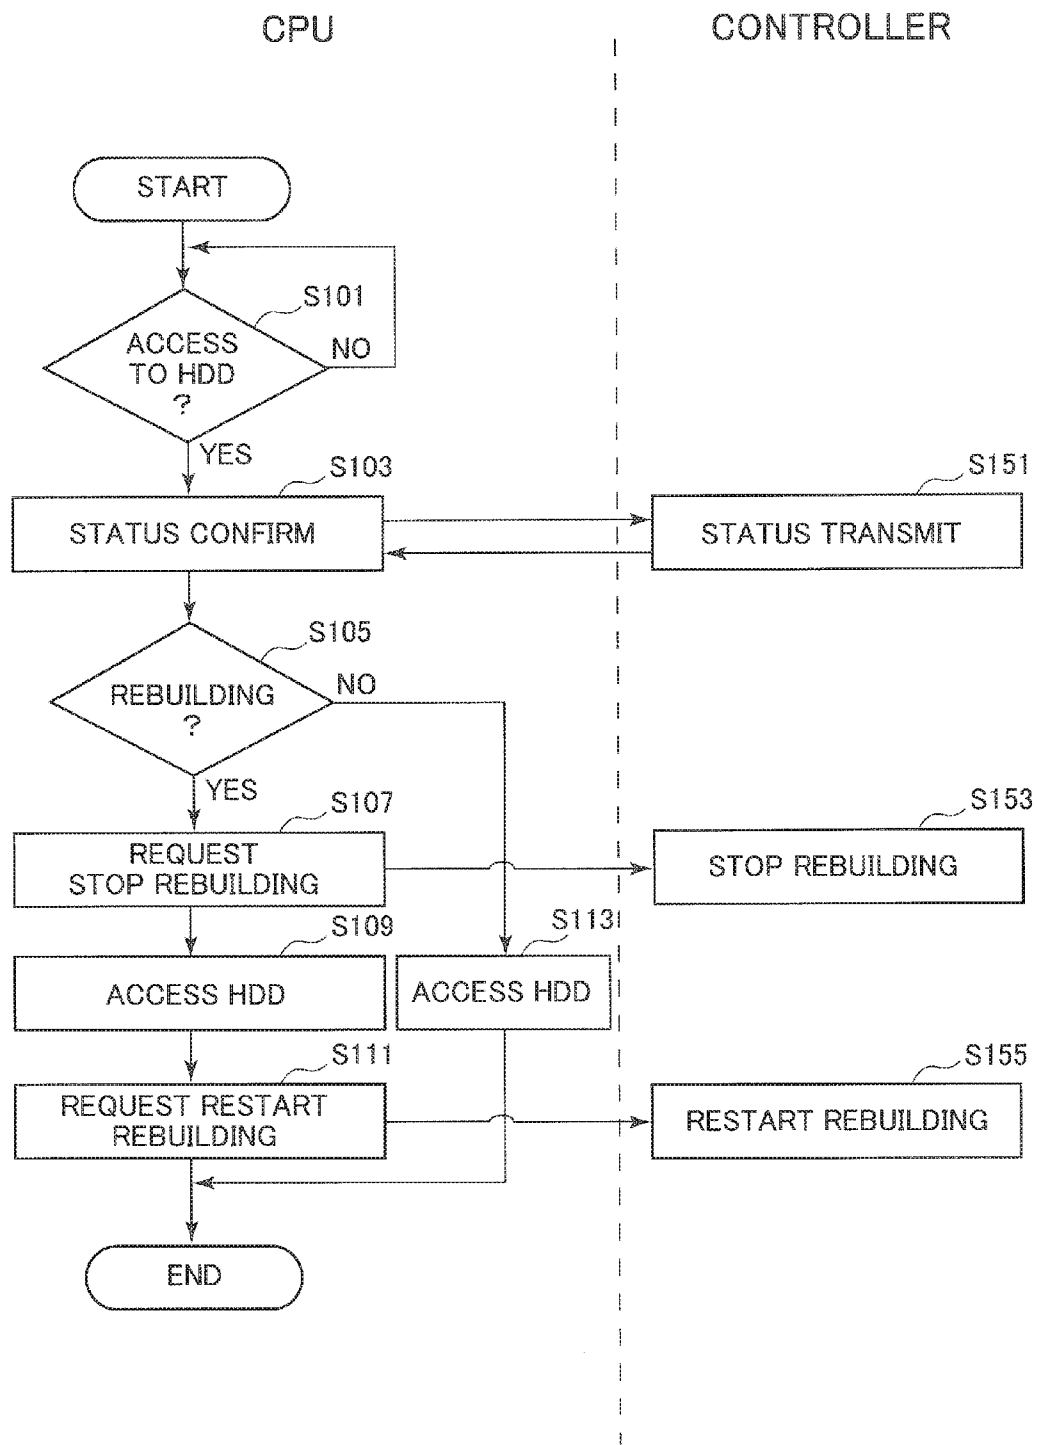 CPU
CONTROLLER
START
S101
ACCESS
TO HDD
?
NO
YES
S103
STATUS CONFIRM
S151
STATUS TRANSMIT
S105
REBUILDING
?
NO
YES
S107
REQUEST
STOP REBUILDING
S153
STOP REBUILDING
S109
ACCESS HDD
S113
ACCESS HDD
S111
REQUEST RESTART
REBUILDING
S155
RESTART REBUILDING
END